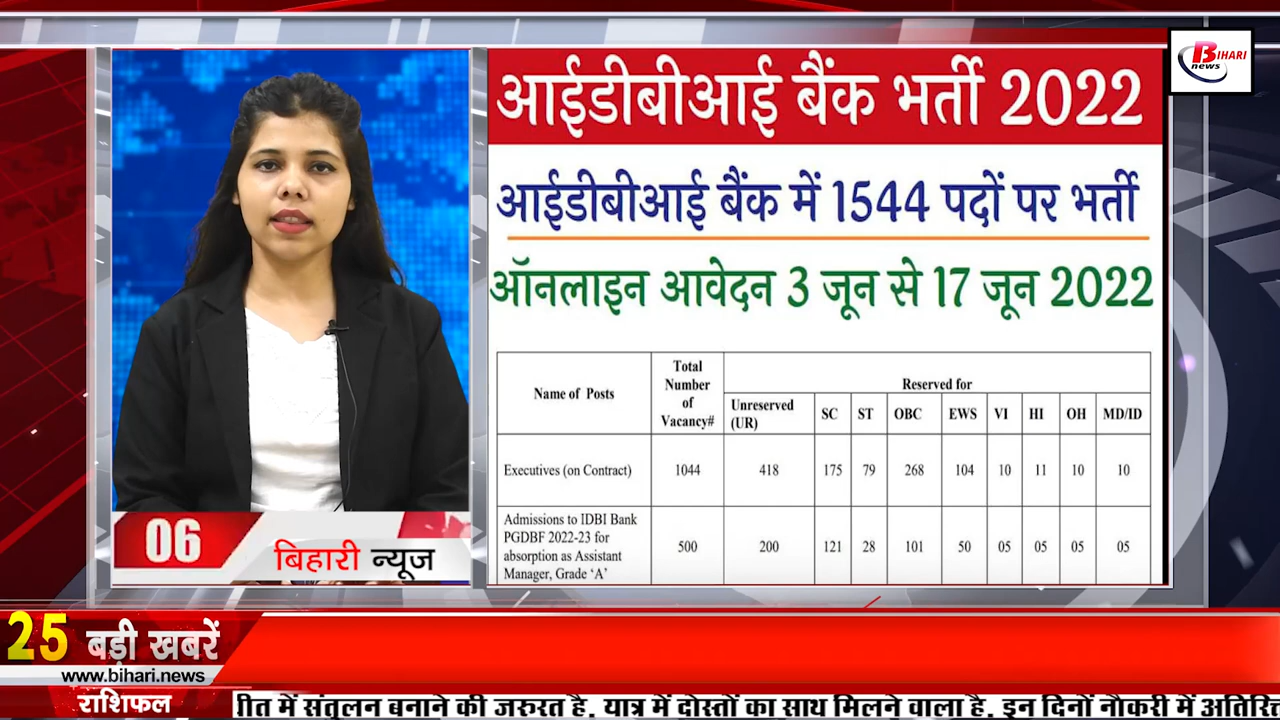 BIHARI
news
आईडीबीआई बैंक भर्ती 2022
आईडीबीआई बैंक में 1544 पदों पर भर्ती
ऑनलाइन आवेदन 3 जून से 17 जून 2022
Name of Posts
Total Number of Vacancy#
Reserved for
Unreserved (UR) SC ST OBC EWS VI HI OH MD/ID
Executives (on Contract) 1044 418 175 79 268 104 10 11 10 10
Admissions to IDBI Bank
PGDBF 2022-23 for
absorption as Assistant
Manager, Grade ‘A’
500 200 121 28 101 50 05 05 05 05
06
बिहारी न्यूज
25 बड़ी खबरें
www.bihari.news
राशिफल
में संतुलन बनाने की जरुरत है. यात्र में दोस्तों का साथ मिलने वाला है. इन दिनों नौकरी में